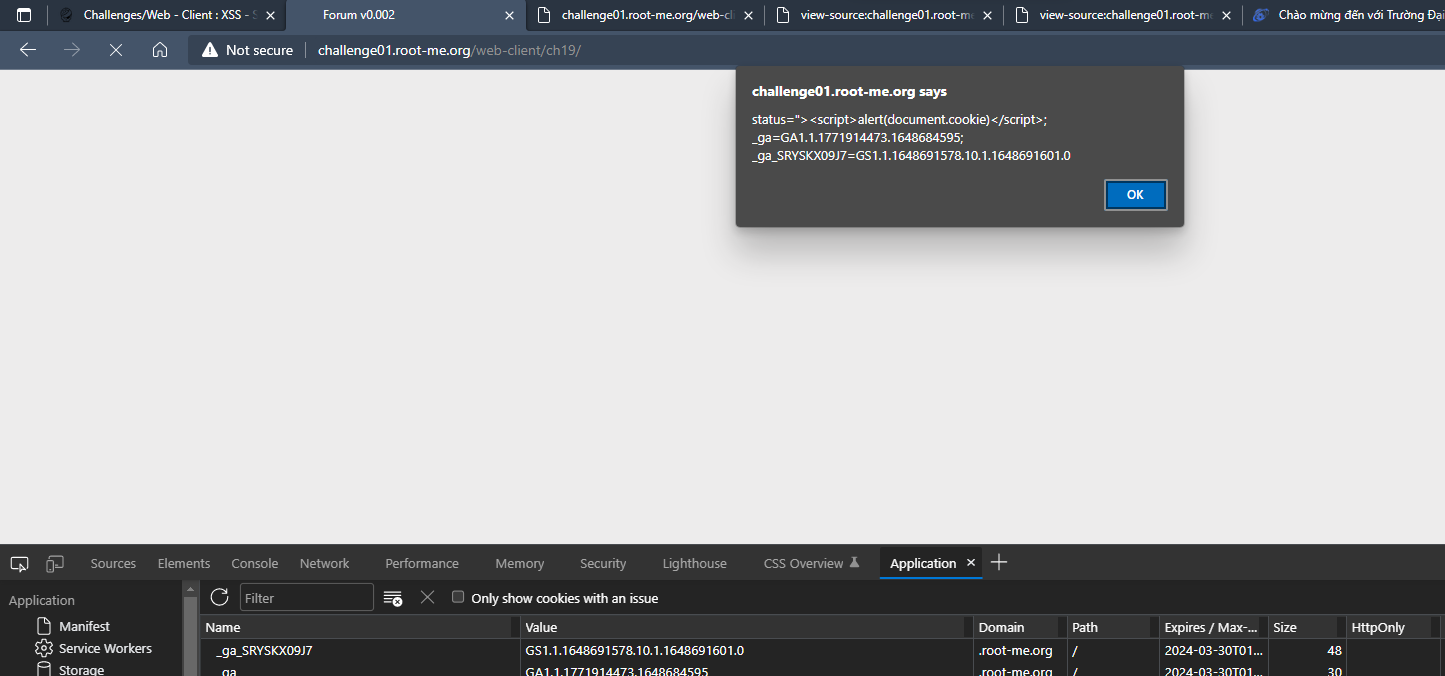 Challenges/Web - Client : XSS - S
Forum v0.002
challenge01.root-me.org/web-cli
view-source:challenge01.root-me
view-source:challenge01.root-me
Chào mừng đến với Trường Đại
Not secure
challenge01.root-me.org/web-client/ch19/
challenge01.root-me.org says
status="><script>alert(document.cookie)</script>;
_ga=GA1.1.1771914473.1648684595;
_ga_SRYSKX09J7=GS1.1.1648691578.10.1.1648691601.0
OK
Sources
Elements
Console
Network
Performance
Memory
Security
Lighthouse
CSS Overview
Application
Application
Manifest
Service Workers
Storage
Filter
Only show cookies with an issue
Name Value Domain Path Expires / Max-... Size HttpOnly
_ga_SRYSKX09J7 GS1.1.1648691578.10.1.1648691601.0 .root-me.org / 2024-03-30T01... 48
_ga GA1.1.1771914473.1648684595 .root-me.org / 2024-03-30T01... 30